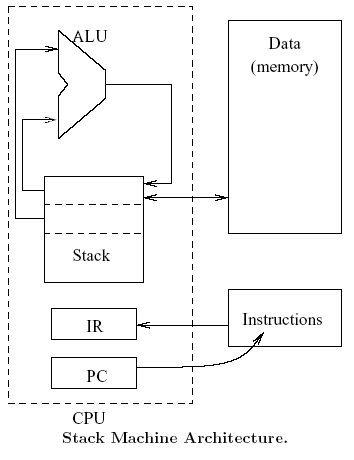 ALU
Data
(memory)
Stack
IR
Instructions
PC
CPU
Stack Machine Architecture.